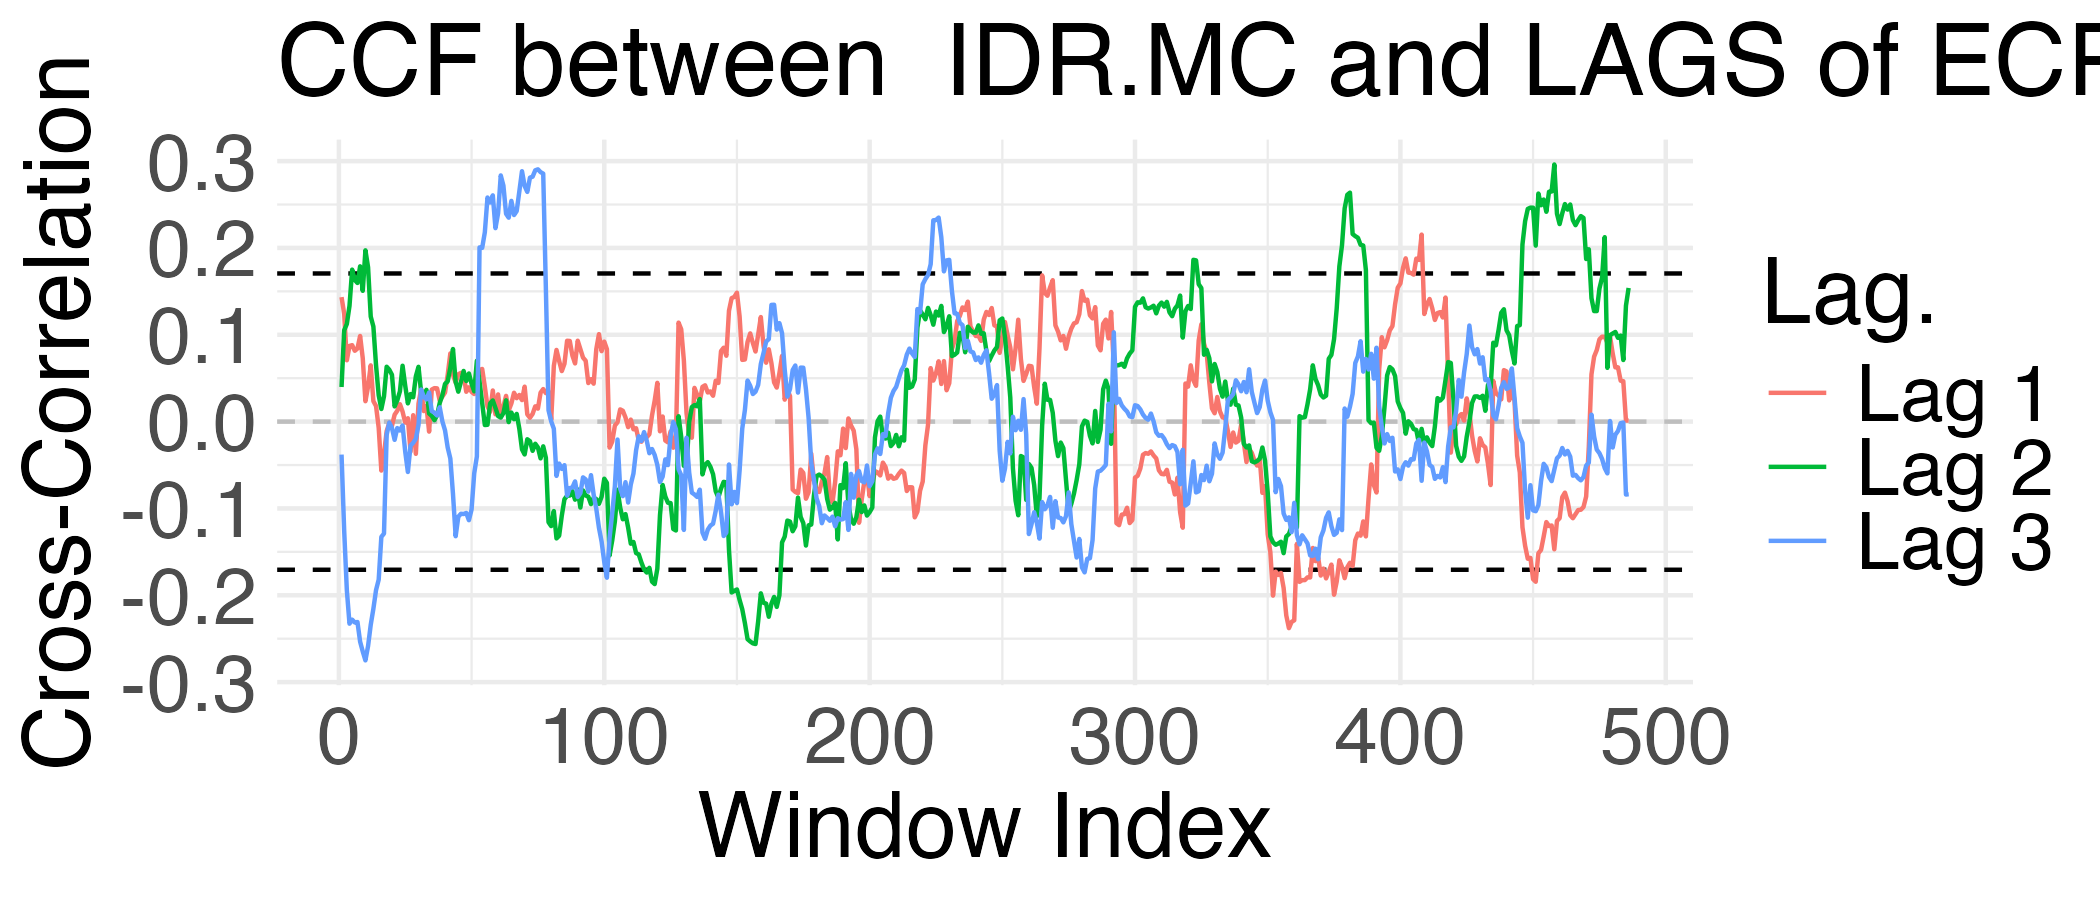 CCF between  IDR.MC and LAGS of ECF
Cross-Correlation
0.3
0.2
0.1
0.0
-0.1
-0.2
-0.3
0 100 200 300 400 500
Window Index
Lag.
Lag 1
Lag 2
Lag 3